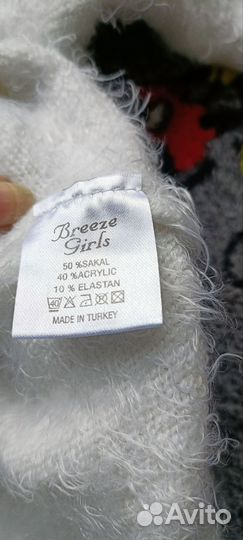 Breeze
Girls
50 %SAKAL
40 %ACRYLIC
10 % ELASTAN
40
MADE IN TURKEY
Avito